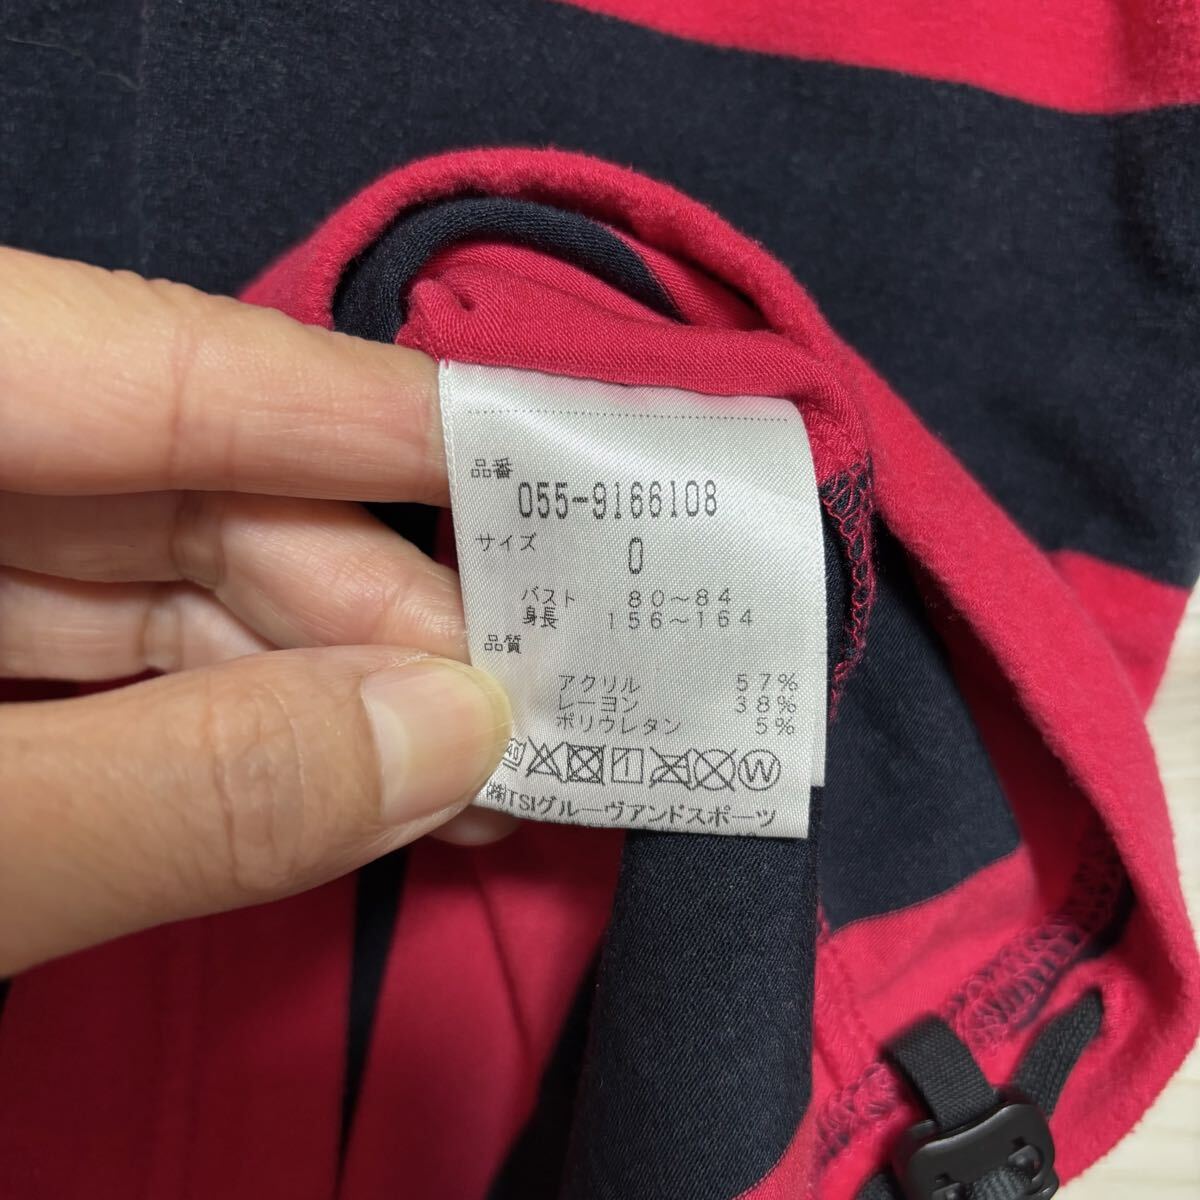 品番
055-9166108
サイズ 0
バスト 80～84
身長 156～164
品質
アクリル 57%
レーヨン 38%
ポリウレタン 5%
40 W
㈱TSIグルーヴアンドスポーツ